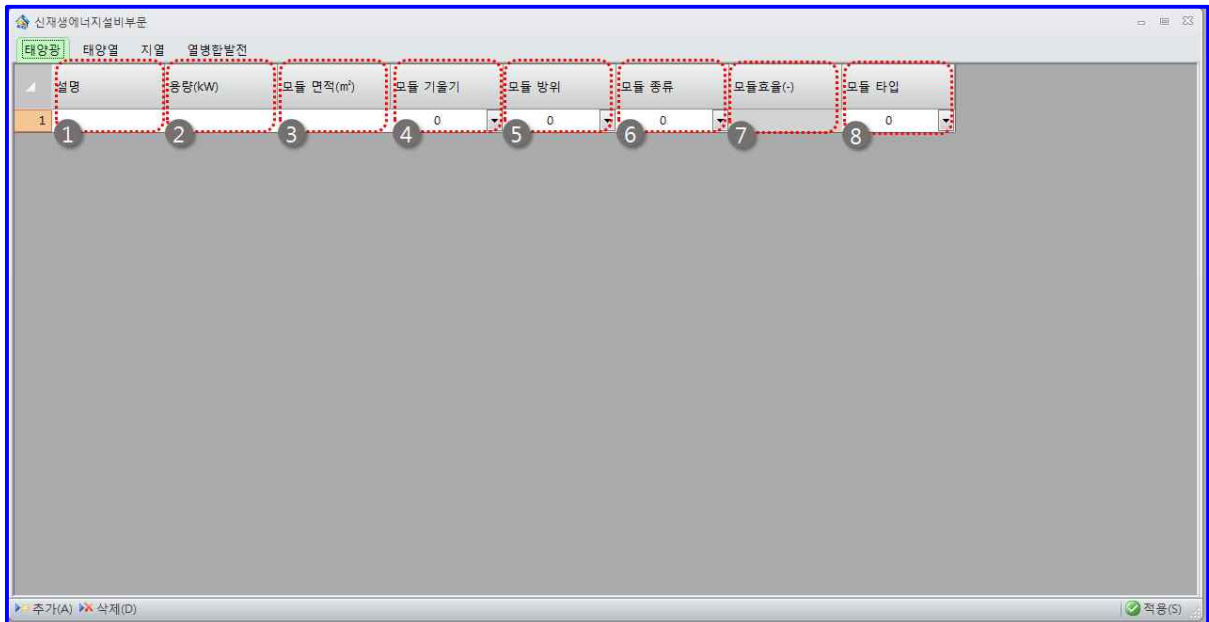 신재생에너지설비부문
태양광 태양열 지열 열병합발전
설명 용량(kW) 모듈 면적(㎡) 모듈 기울기 모듈 방위 모듈 종류 모듈효율(-) 모듈 타입
1 0 0 0 0
1 2 3 4 5 6 7 8
추가(A) 삭제(D) 적용(S)